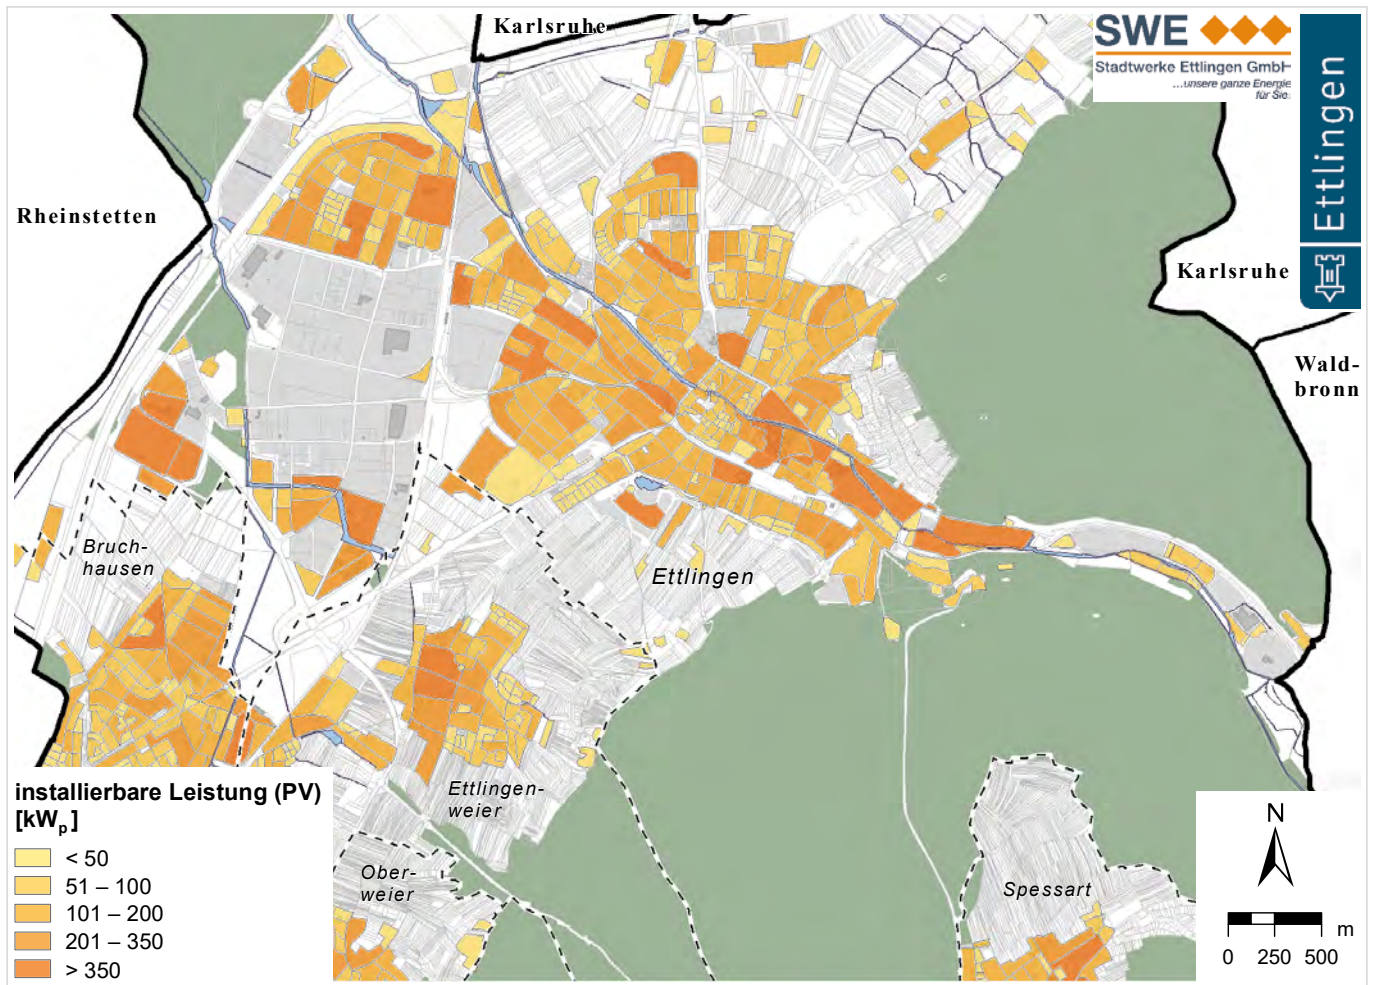 Karlsruhe
SWE
Stadtwerke Ettlingen GmbH
...unsere ganze Energie
für Sie.
Ettlingen
Rheinstetten
Karlsruhe
Wald-
bronn
Bruch-
hausen
Ettlingen
Ettlingen-
weier
Ober-
weier
Spessart
installierbare Leistung (PV)
[kWp]
< 50
51 – 100
101 – 200
201 – 350
> 350
N
m
0 250 500